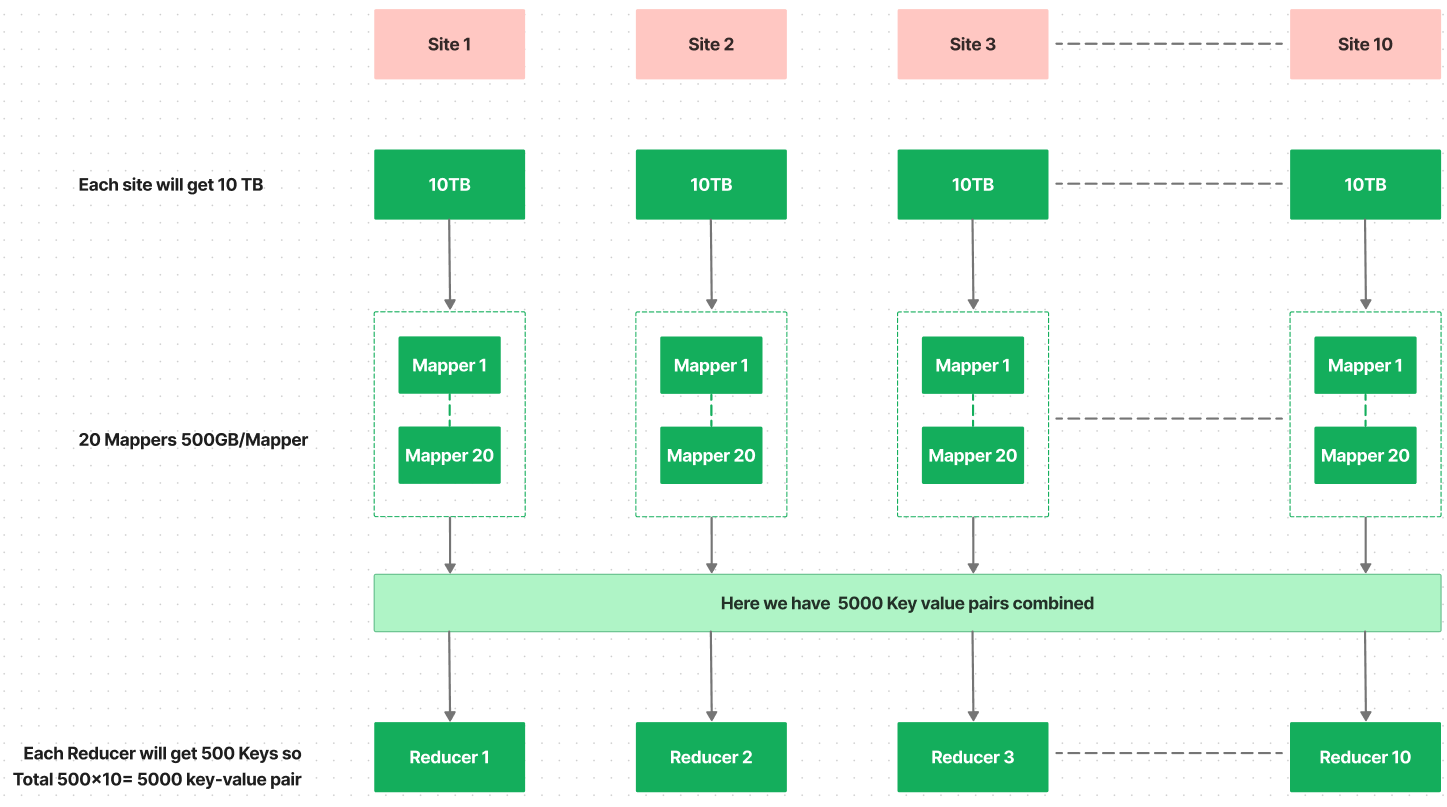 Site 1
Site 2
Site 3
Site 10
Each site will get 10 TB
10TB
10TB
10TB
10TB
Mapper 1
Mapper 1
Mapper 1
Mapper 1
20 Mappers 500GB/Mapper
Mapper 20
Mapper 20
Mapper 20
Mapper 20
Here we have 5000 Key value pairs combined
Each Reducer will get 500 Keys so
Total 500×10= 5000 key-value pair
Reducer 1
Reducer 2
Reducer 3
Reducer 10